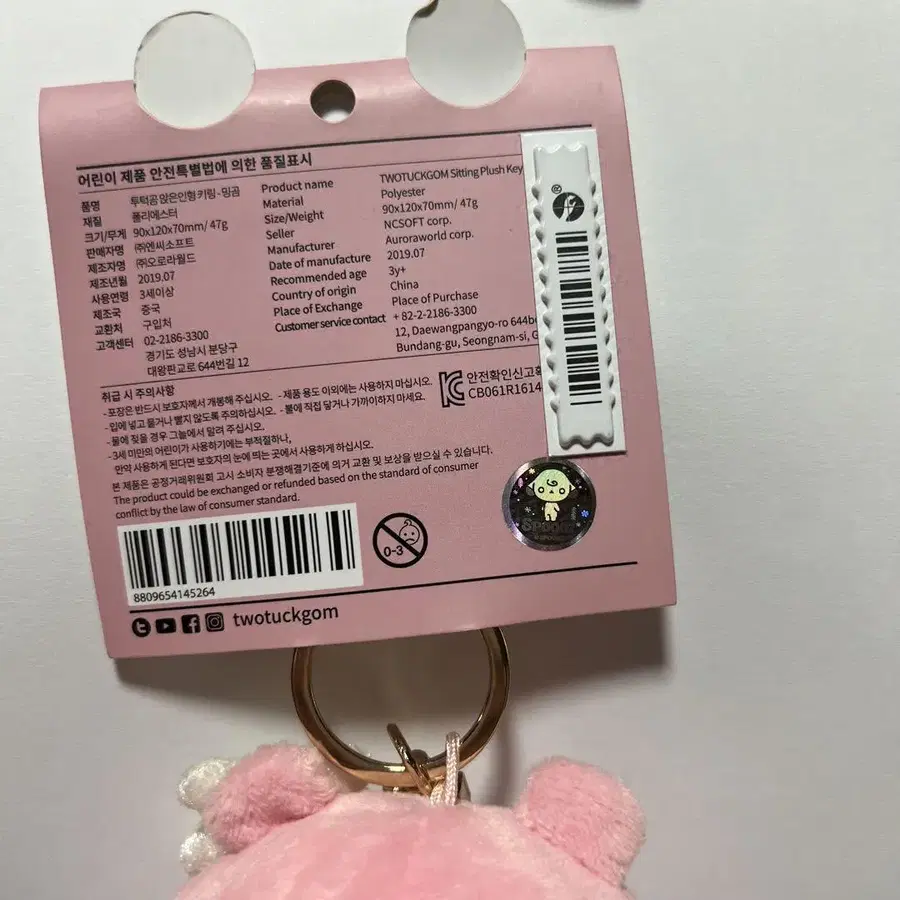 어린이 제품 안전특별법에 의한 품질표시
품명 투턱곰 앉은인형 키링 - 밍곰
재질 폴리에스터
크기/무게 90x120x70mm/ 47g
판매자명 ㈜엔씨소프트
제조자명 ㈜오로라월드
제조년월 2019.07
사용연령 3세이상
제조국 중국
교환처 구입처
고객센터 02-2186-3300
경기도 성남시 분당구
대왕판교로 644번길 12
Product name TWOTUCKGOM Sitting Plush Key
Material Polyester
Size/Weight 90x120x70mm/ 47g
Seller NCSOFT corp.
Manufacturer Auroraworld corp.
Date of manufacture 2019.07
Recommended age 3y+
Country of origin China
Place of Exchange Place of Purchase
Customer service contact + 82-2-2186-3300
12, Daewangpangyo-ro 644be
Bundang-gu, Seongnam-si, G
취급 시 주의사항
- 포장은 반드시 보호자께서 개봉해 주십시오. - 제품 용도 이외에는 사용하지 마십시오.
- 입에 넣고 물거나 빨지 않도록 주의하십시오. - 불에 직접 닿거나 가까이하지 마세요.
- 물에 젖을 경우 그늘에서 말려 주십시오.
- 3세 미만의 어린이가 사용하기에는 부적절하나,
만약 사용하게 된다면 보호자의 눈에 띄는 곳에서 사용하게 하십시오.
안전확인신고확
CB061R1614
본 제품은 공정거래위원회 고시 소비자 분쟁해결기준에 의거 교환 및 보상을 받으실 수 있습니다.
The product could be exchanged or refunded based on the standard of consumer
conflict by the law of consumer standard.
8809654145264
0-3
SPOON
twotuckgom